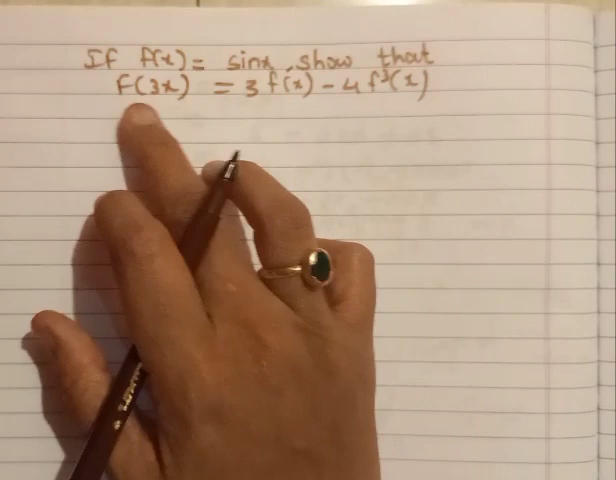 If f(x) = sinx, show that
F(3x) = 3f(x) - 4f³(x)